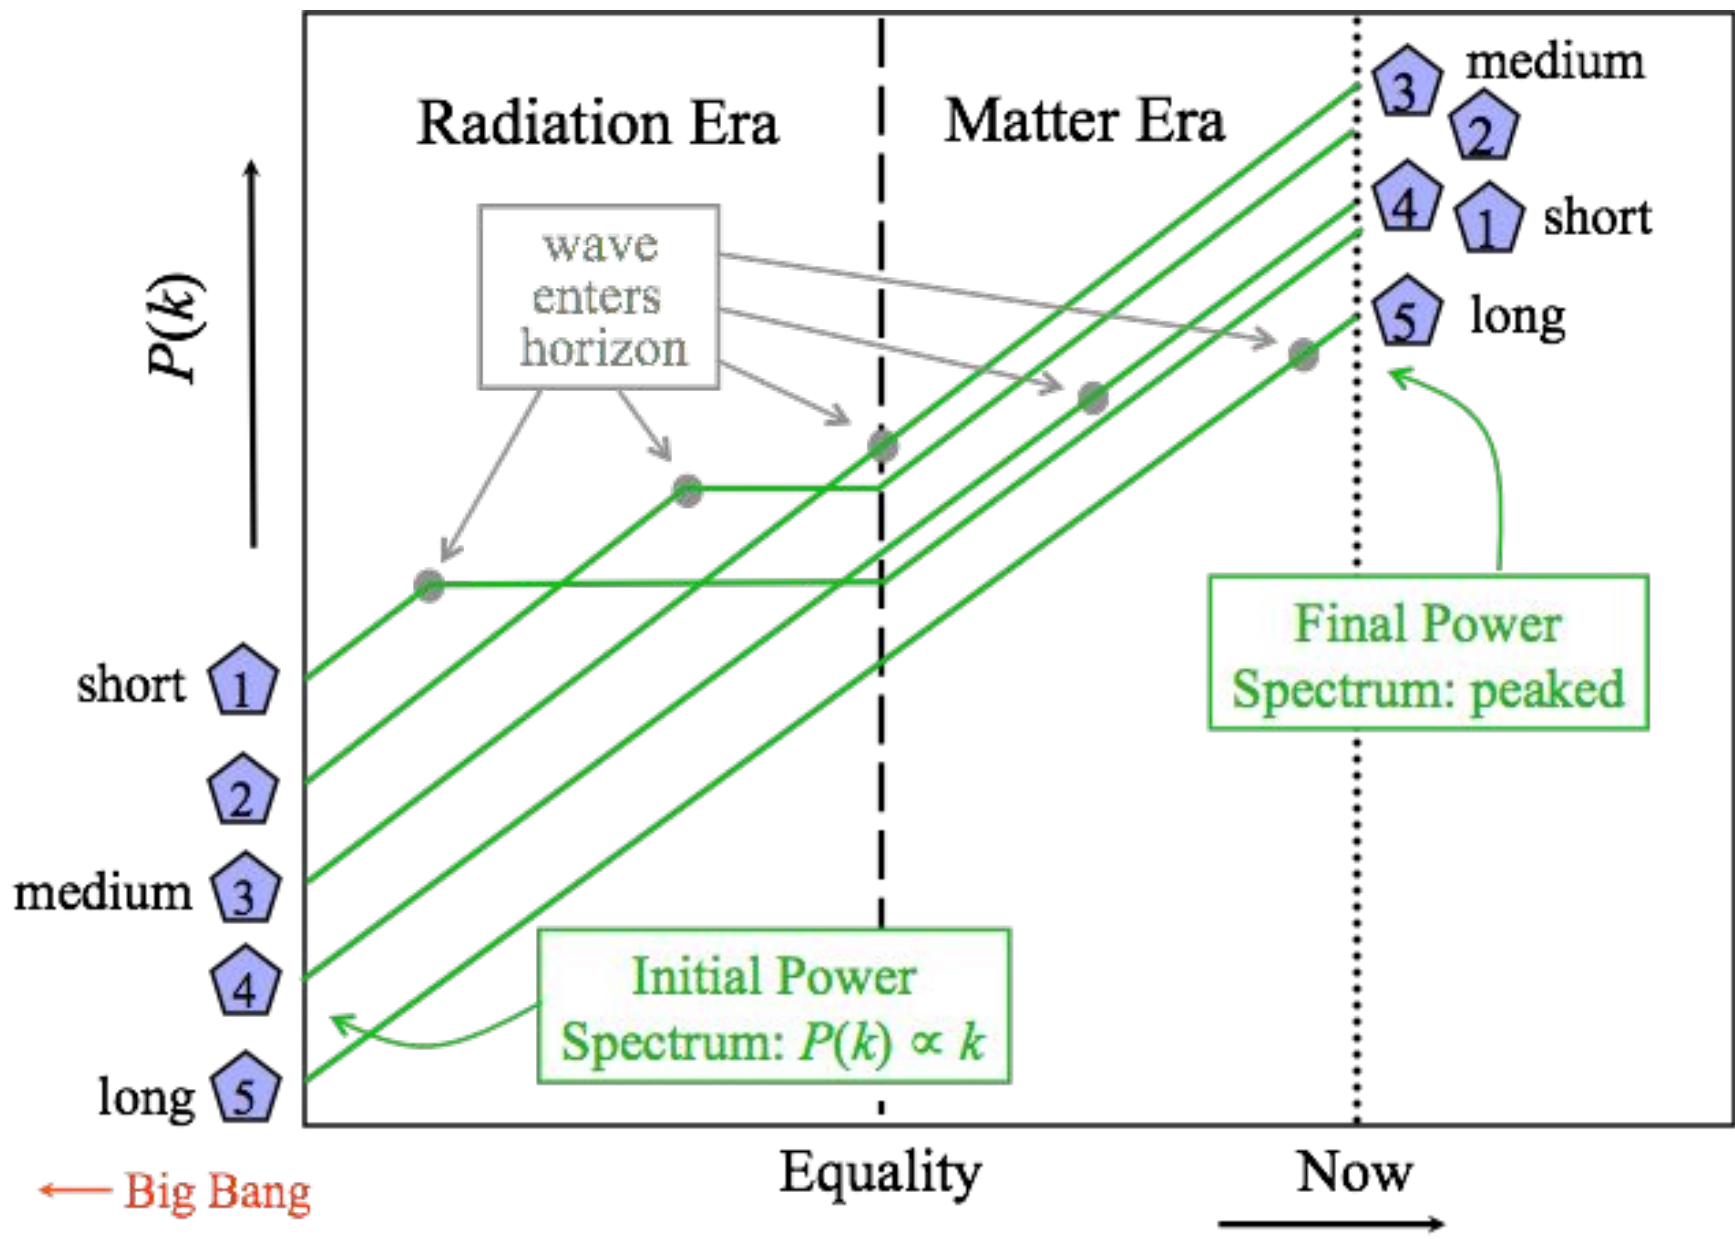 Radiation Era
Matter Era
P(k)
wave
enters
horizon
3 medium
2
4
1 short
5 long
short 1
2
medium 3
4
long 5
Final Power
Spectrum: peaked
Initial Power
Spectrum: P(k) ∝ k
Equality
Now
Big Bang